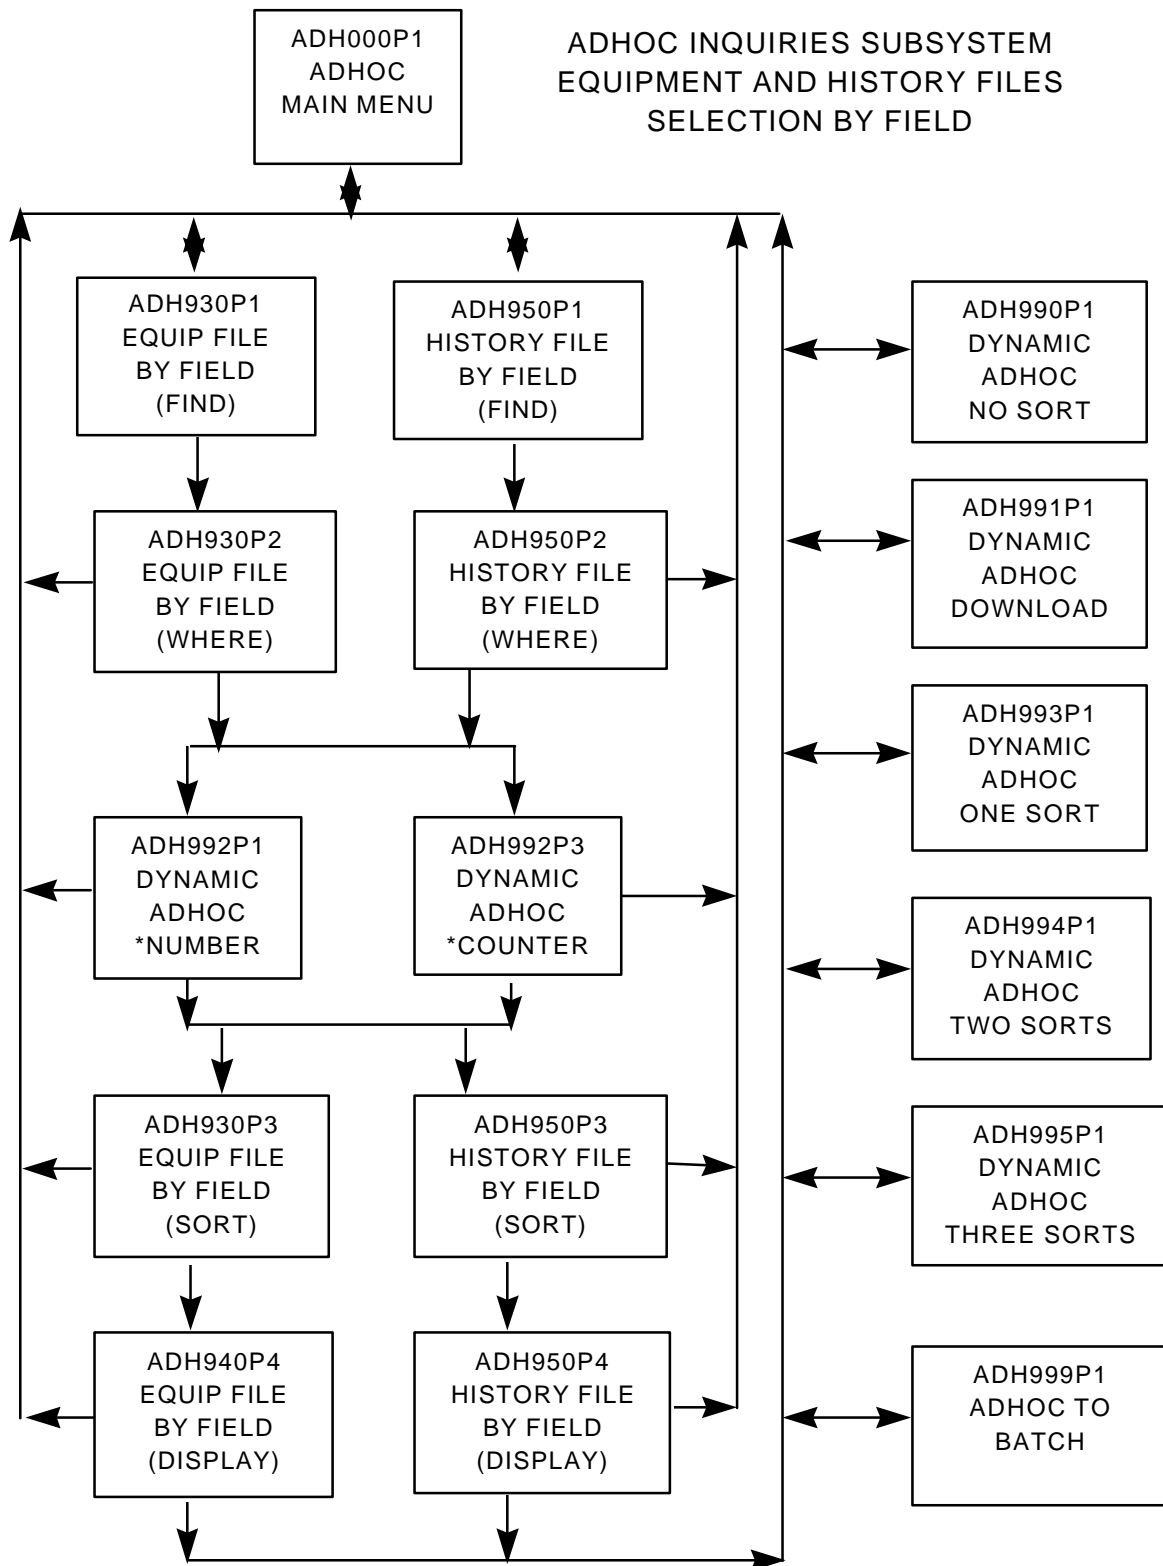 ADH000P1
ADHOC
MAIN MENU
ADHOC INQUIRIES SUBSYSTEM
EQUIPMENT AND HISTORY FILES
SELECTION BY FIELD
ADH930P1
EQUIP FILE
BY FIELD
(FIND)
ADH950P1
HISTORY FILE
BY FIELD
(FIND)
ADH990P1
DYNAMIC
ADHOC
NO SORT
ADH930P2
EQUIP FILE
BY FIELD
(WHERE)
ADH950P2
HISTORY FILE
BY FIELD
(WHERE)
ADH991P1
DYNAMIC
ADHOC
DOWNLOAD
ADH993P1
DYNAMIC
ADHOC
ONE SORT
ADH992P1
DYNAMIC
ADHOC
*NUMBER
ADH992P3
DYNAMIC
ADHOC
*COUNTER
ADH994P1
DYNAMIC
ADHOC
TWO SORTS
ADH930P3
EQUIP FILE
BY FIELD
(SORT)
ADH950P3
HISTORY FILE
BY FIELD
(SORT)
ADH995P1
DYNAMIC
ADHOC
THREE SORTS
ADH940P4
EQUIP FILE
BY FIELD
(DISPLAY)
ADH950P4
HISTORY FILE
BY FIELD
(DISPLAY)
ADH999P1
ADHOC TO
BATCH